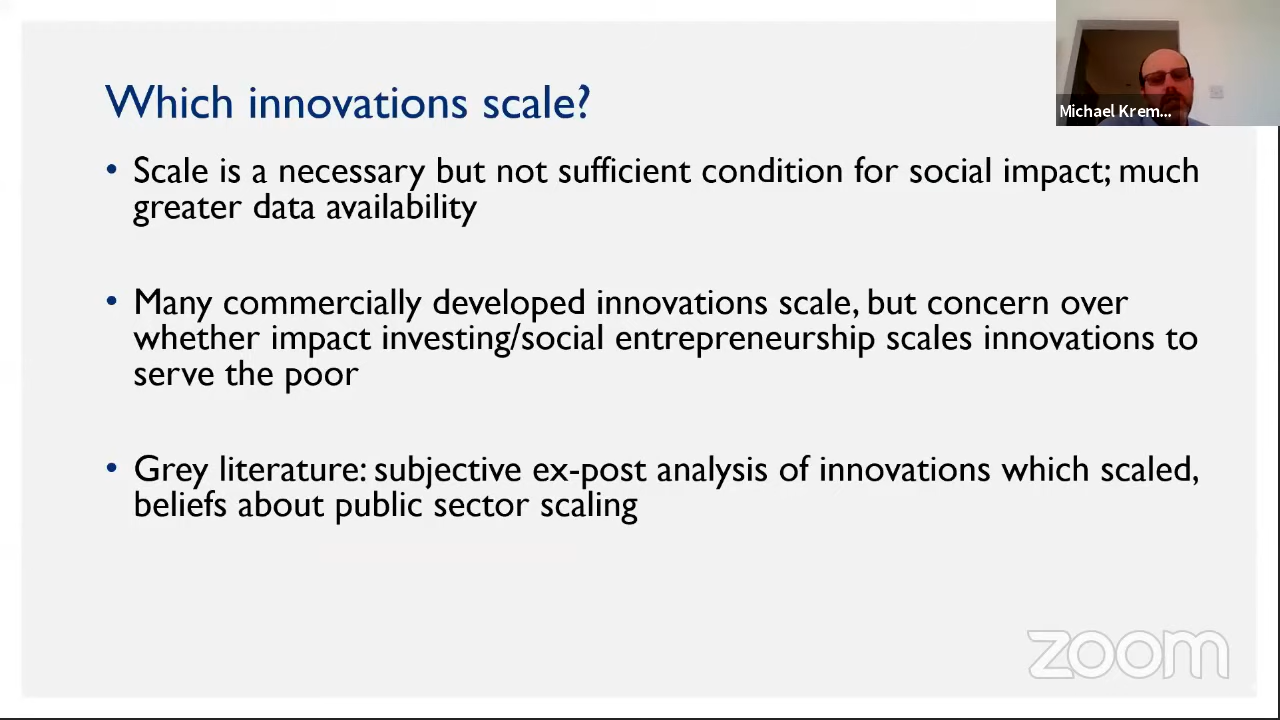 Which innovations scale?
Michael Krem...
• Scale is a necessary but not sufficient condition for social impact; much
greater data availability
• Many commercially developed innovations scale, but concern over
whether impact investing/social entrepreneurship scales innovations to
serve the poor
• Grey literature: subjective ex-post analysis of innovations which scaled,
beliefs about public sector scaling
zoom